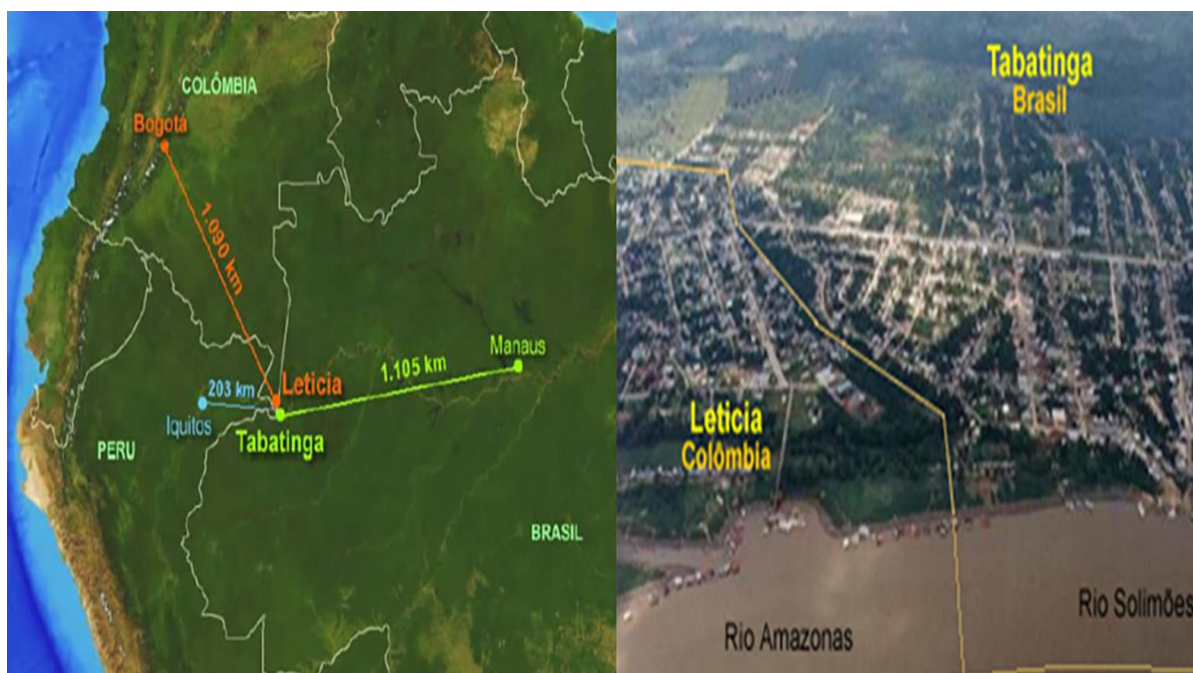 COLÔMBIA
Bogotá
1.090 km
Manaus
1.105 km
203 km
Leticia
Iquitos
Tabatinga
PERU
BRASIL
Tabatinga
Brasil
Leticia
Colômbia
Rio Solimões
Rio Amazonas